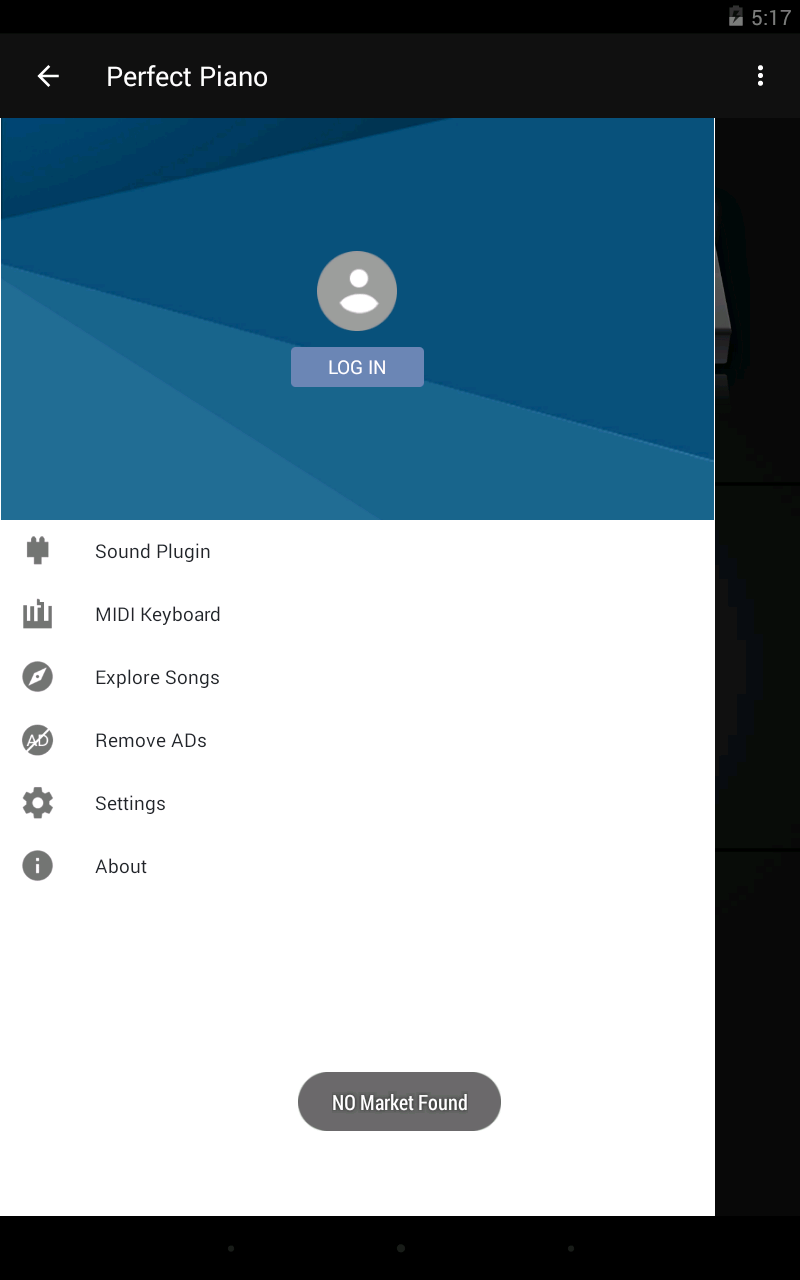 5:17
Perfect Piano
LOG IN
Sound Plugin
MIDI Keyboard
Explore Songs
AD
Remove ADs
Settings
About
NO Market Found